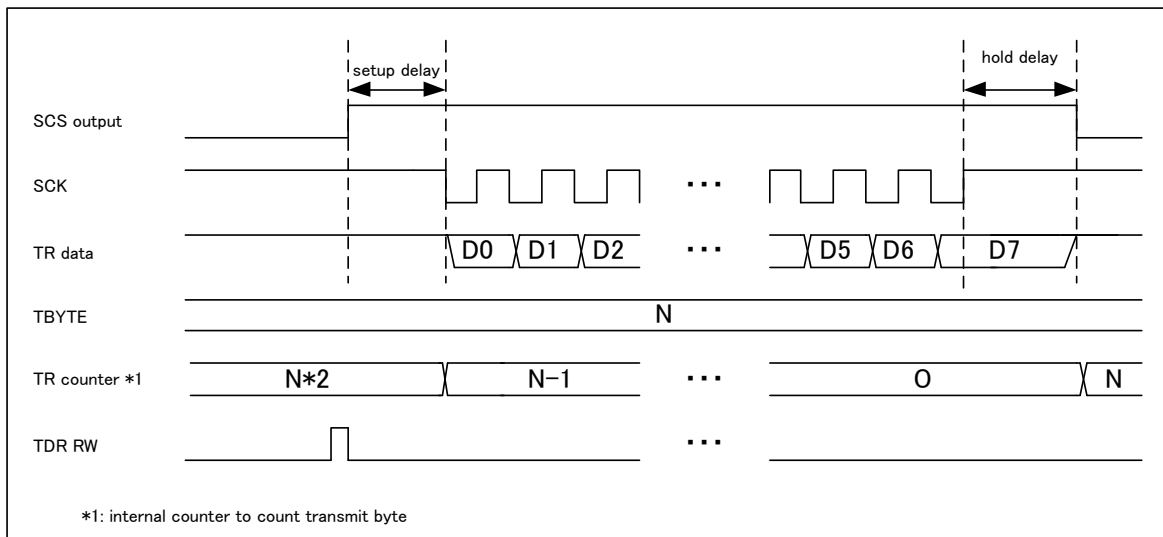 setup delay
hold delay
SCS output
SCK
...
TR data
D0 D1 D2 ... D5 D6 D7
TBYTE
N
TR counter *1
N*2 N-1 ... 0 N
TDR RW
...
*1: internal counter to count transmit byte